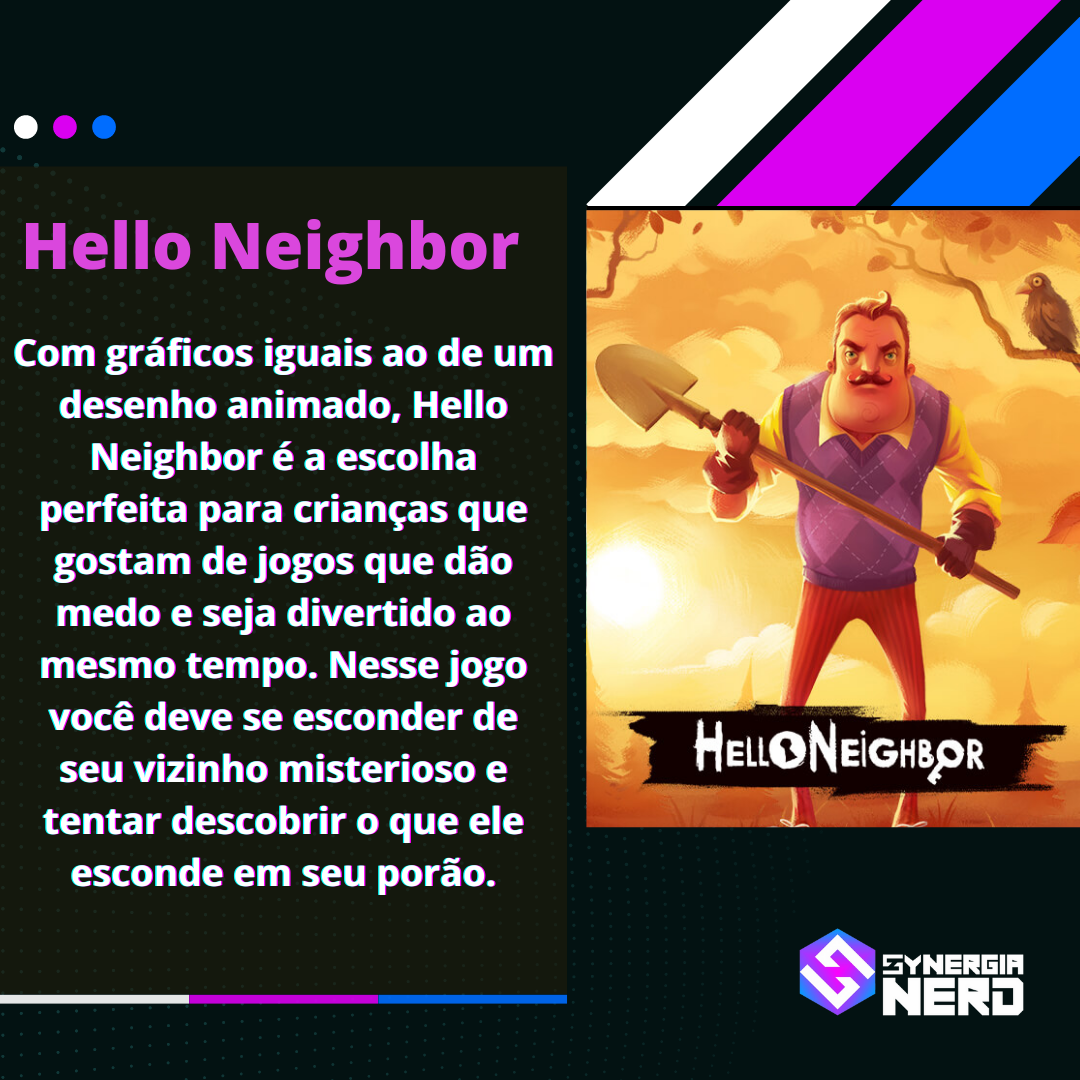 Hello Neighbor
Com gráficos iguais ao de um
desenho animado, Hello
Neighbor é a escolha
perfeita para crianças que
gostam de jogos que dão
medo e seja divertido ao
mesmo tempo. Nesse jogo
você deve se esconder de
seu vizinho misterioso e
tentar descobrir o que ele
esconde em seu porão.
HELLO NEIGHBOR
SYNERGIA
NERD